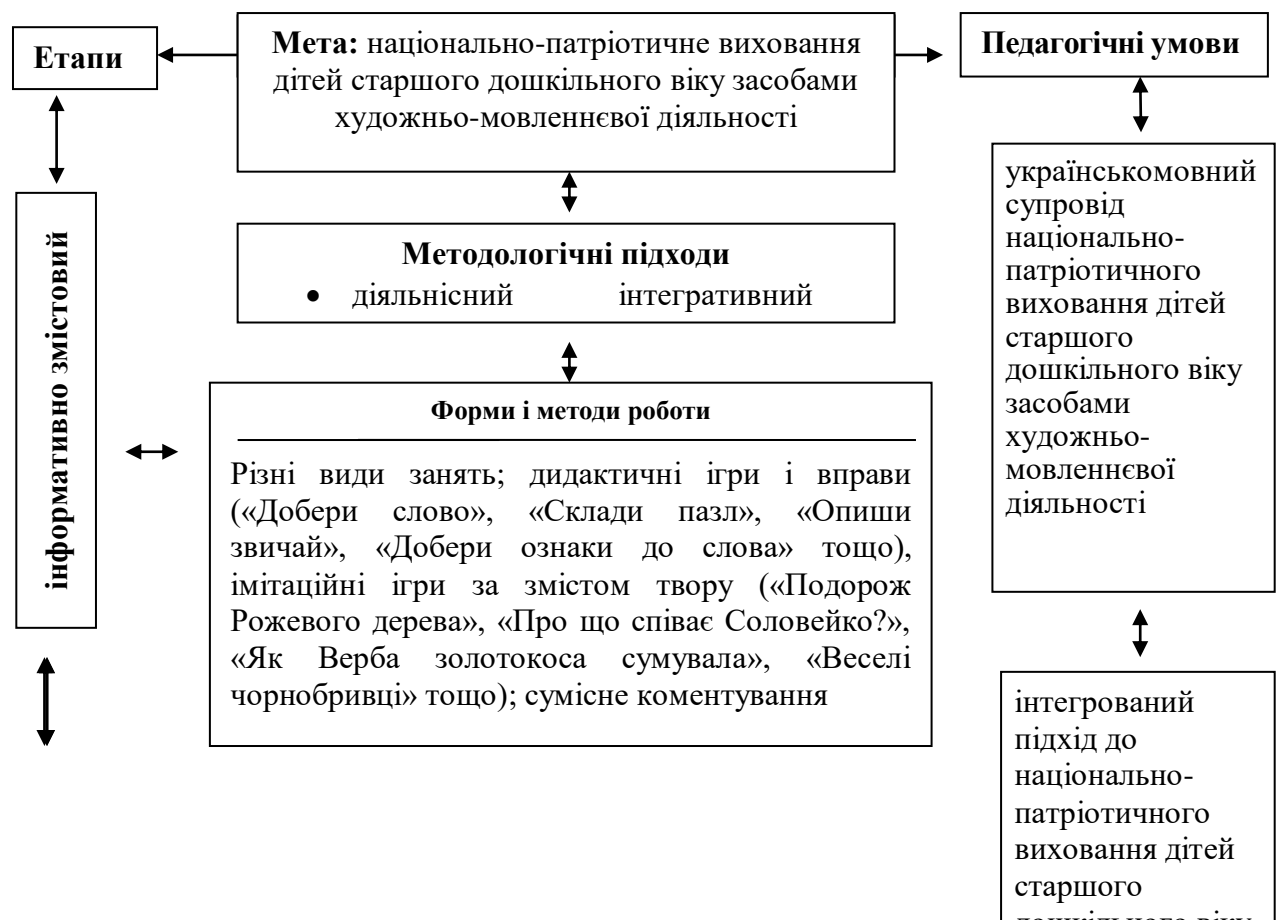 Етапи
Мета: національно-патріотичне виховання
дітей старшого дошкільного віку засобами
художньо-мовленнєвої діяльності
Педагогічні умови
інформативно змістовий
Методологічні підходи
• діяльнісний інтегративний
Форми і методи роботи
Різні види занять; дидактичні ігри і вправи
(«Добери слово», «Склади пазл», «Опиши
звичай», «Добери ознаки до слова» тощо),
імітаційні ігри за змістом твору («Подорож
Рожевого дерева», «Про що співає Соловейко?»,
«Як Верба золотокоса сумувала», «Веселі
чорнобривці» тощо); сумісне коментування
українськомовний
супровід
національно-
патріотичного
виховання дітей
старшого
дошкільного віку
засобами
художньо-
мовленнєвої
діяльності
інтегрований
підхід до
національно-
патріотичного
виховання дітей
старшого
дошкільного віку